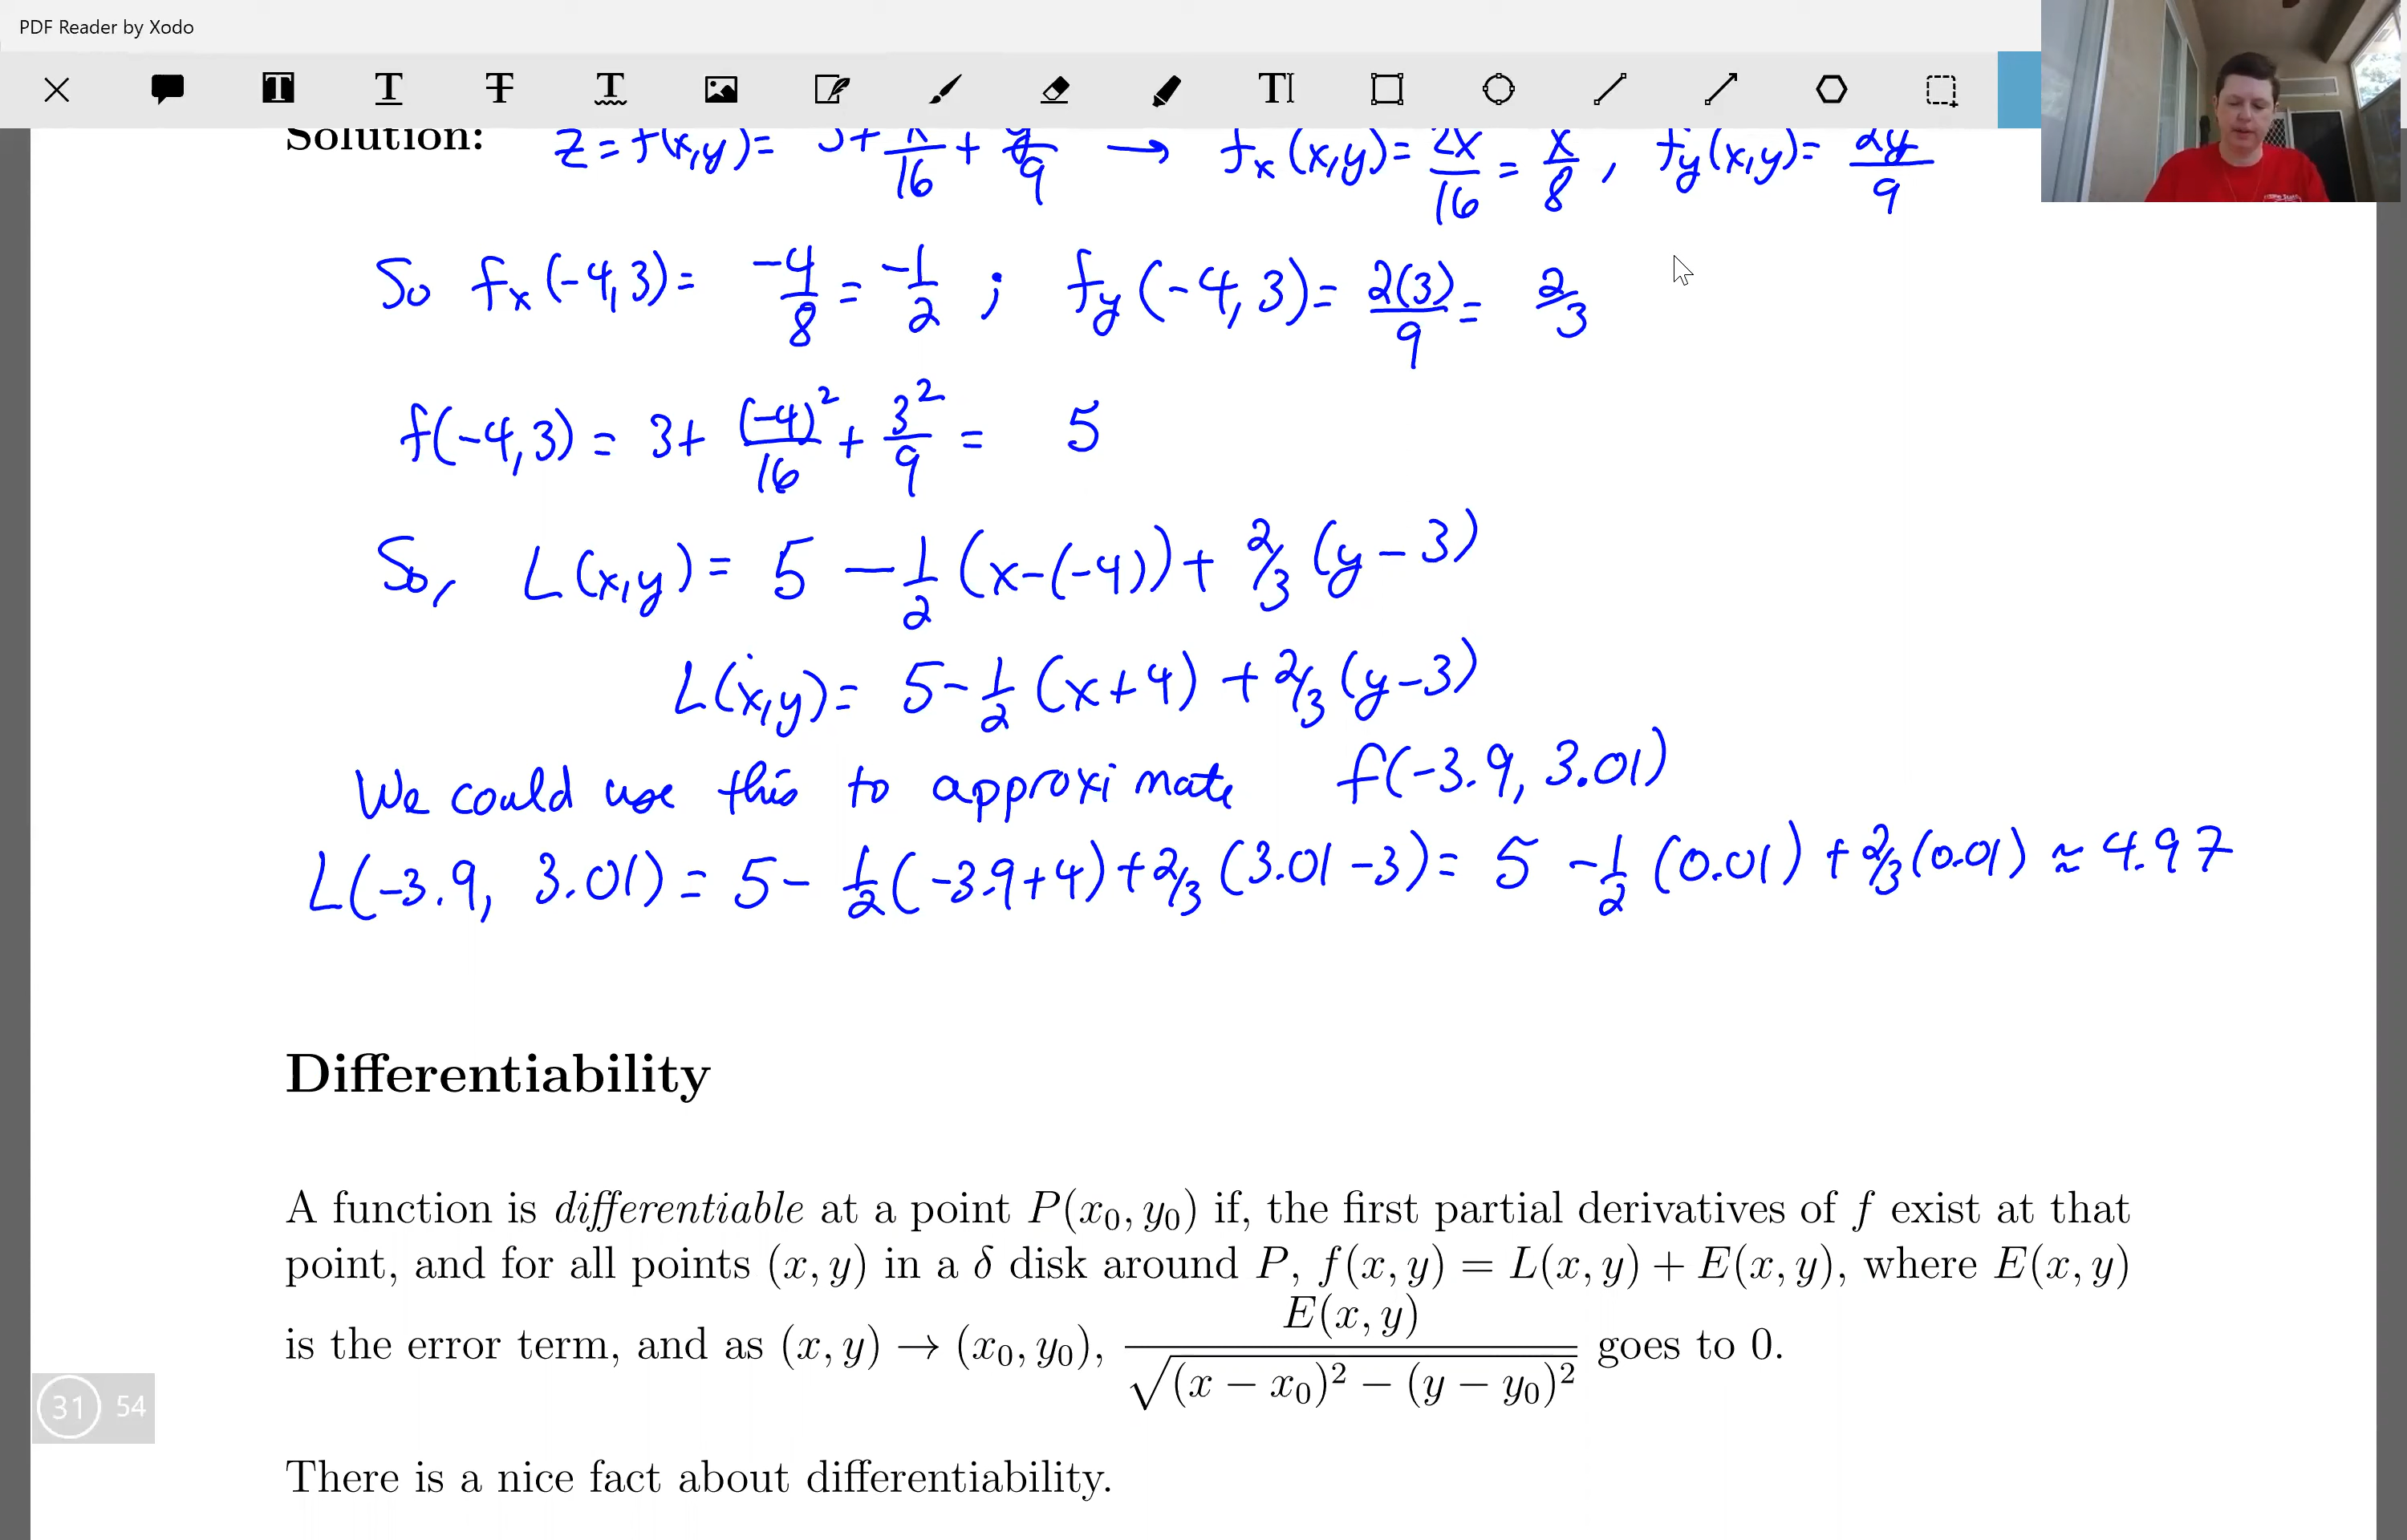 PDF Reader by Xodo
Solution: z = f(x,y) = 3 + x/16 + y/9 → fx(x,y) = 2x/16 = x/8 , fy(x,y) = 2y/9
So fx(-4,3) = -4/8 = -1/2 ; fy(-4,3) = 2(3)/9 = 2/3
f(-4,3) = 3 + (-4)²/16 + 3²/9 = 5
So, L(x,y) = 5 - 1/2 (x-(-4)) + 2/3 (y-3)
L(x,y) = 5 - 1/2 (x+4) + 2/3 (y-3)
We could use this to approximate f(-3.9, 3.01)
L(-3.9, 3.01) = 5 - 1/2 (-3.9+4) + 2/3 (3.01-3) = 5 - 1/2 (0.01) + 2/3 (0.01) ≈ 4.97
Differentiability
A function is differentiable at a point P(x₀, y₀) if, the first partial derivatives of f exist at that
point, and for all points (x, y) in a δ disk around P, f(x, y) = L(x, y) + E(x, y), where E(x, y)
is the error term, and as (x, y) → (x₀, y₀), E(x, y)/√((x − x₀)² − (y − y₀)²) goes to 0.
31 54
There is a nice fact about differentiability.